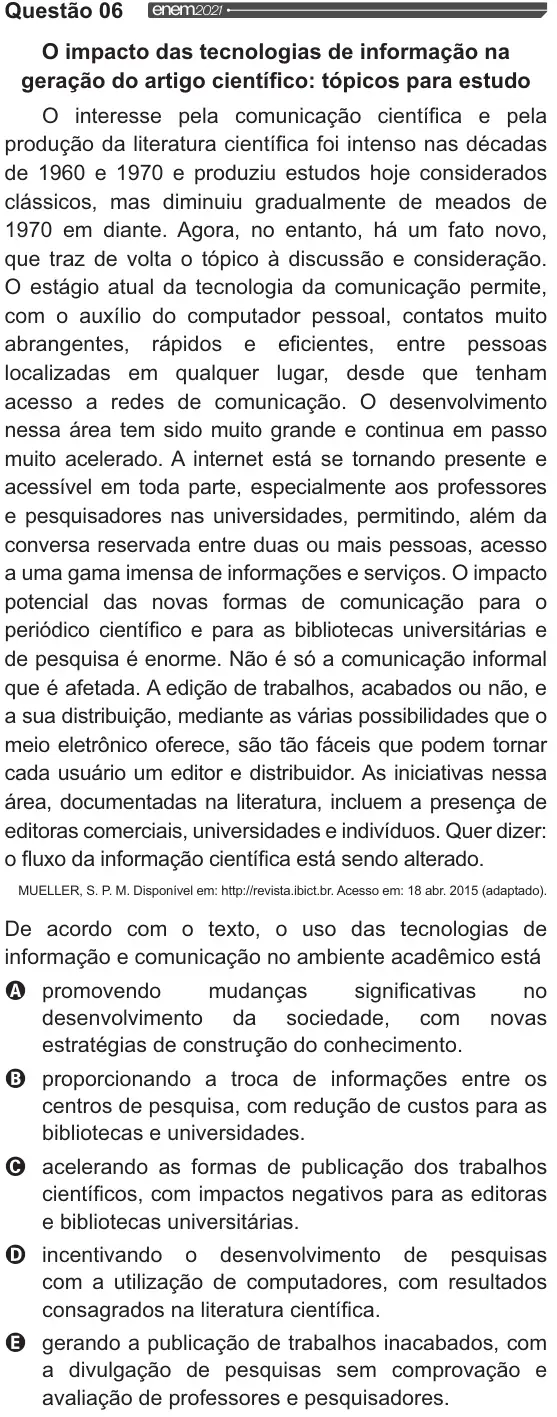 Questão 06 enem2021
O impacto das tecnologias de informação na
geração do artigo científico: tópicos para estudo
O interesse pela comunicação científica e pela
produção da literatura científica foi intenso nas décadas
de 1960 e 1970 e produziu estudos hoje considerados
clássicos, mas diminuiu gradualmente de meados de
1970 em diante. Agora, no entanto, há um fato novo,
que traz de volta o tópico à discussão e consideração.
O estágio atual da tecnologia da comunicação permite,
com o auxílio do computador pessoal, contatos muito
abrangentes, rápidos e eficientes, entre pessoas
localizadas em qualquer lugar, desde que tenham
acesso a redes de comunicação. O desenvolvimento
nessa área tem sido muito grande e continua em passo
muito acelerado. A internet está se tornando presente e
acessível em toda parte, especialmente aos professores
e pesquisadores nas universidades, permitindo, além da
conversa reservada entre duas ou mais pessoas, acesso
a uma gama imensa de informações e serviços. O impacto
potencial das novas formas de comunicação para o
periódico científico e para as bibliotecas universitárias e
de pesquisa é enorme. Não é só a comunicação informal
que é afetada. A edição de trabalhos, acabados ou não, e
a sua distribuição, mediante as várias possibilidades que o
meio eletrônico oferece, são tão fáceis que podem tornar
cada usuário um editor e distribuidor. As iniciativas nessa
área, documentadas na literatura, incluem a presença de
editoras comerciais, universidades e indivíduos. Quer dizer:
o fluxo da informação científica está sendo alterado.
MUELLER, S. P. M. Disponível em: http://revista.ibict.br. Acesso em: 18 abr. 2015 (adaptado).
De acordo com o texto, o uso das tecnologias de
informação e comunicação no ambiente acadêmico está
A promovendo mudanças significativas no
desenvolvimento da sociedade, com novas
estratégias de construção do conhecimento.
B proporcionando a troca de informações entre os
centros de pesquisa, com redução de custos para as
bibliotecas e universidades.
C acelerando as formas de publicação dos trabalhos
científicos, com impactos negativos para as editoras
e bibliotecas universitárias.
D incentivando o desenvolvimento de pesquisas
com a utilização de computadores, com resultados
consagrados na literatura científica.
E gerando a publicação de trabalhos inacabados, com
a divulgação de pesquisas sem comprovação e
avaliação de professores e pesquisadores.